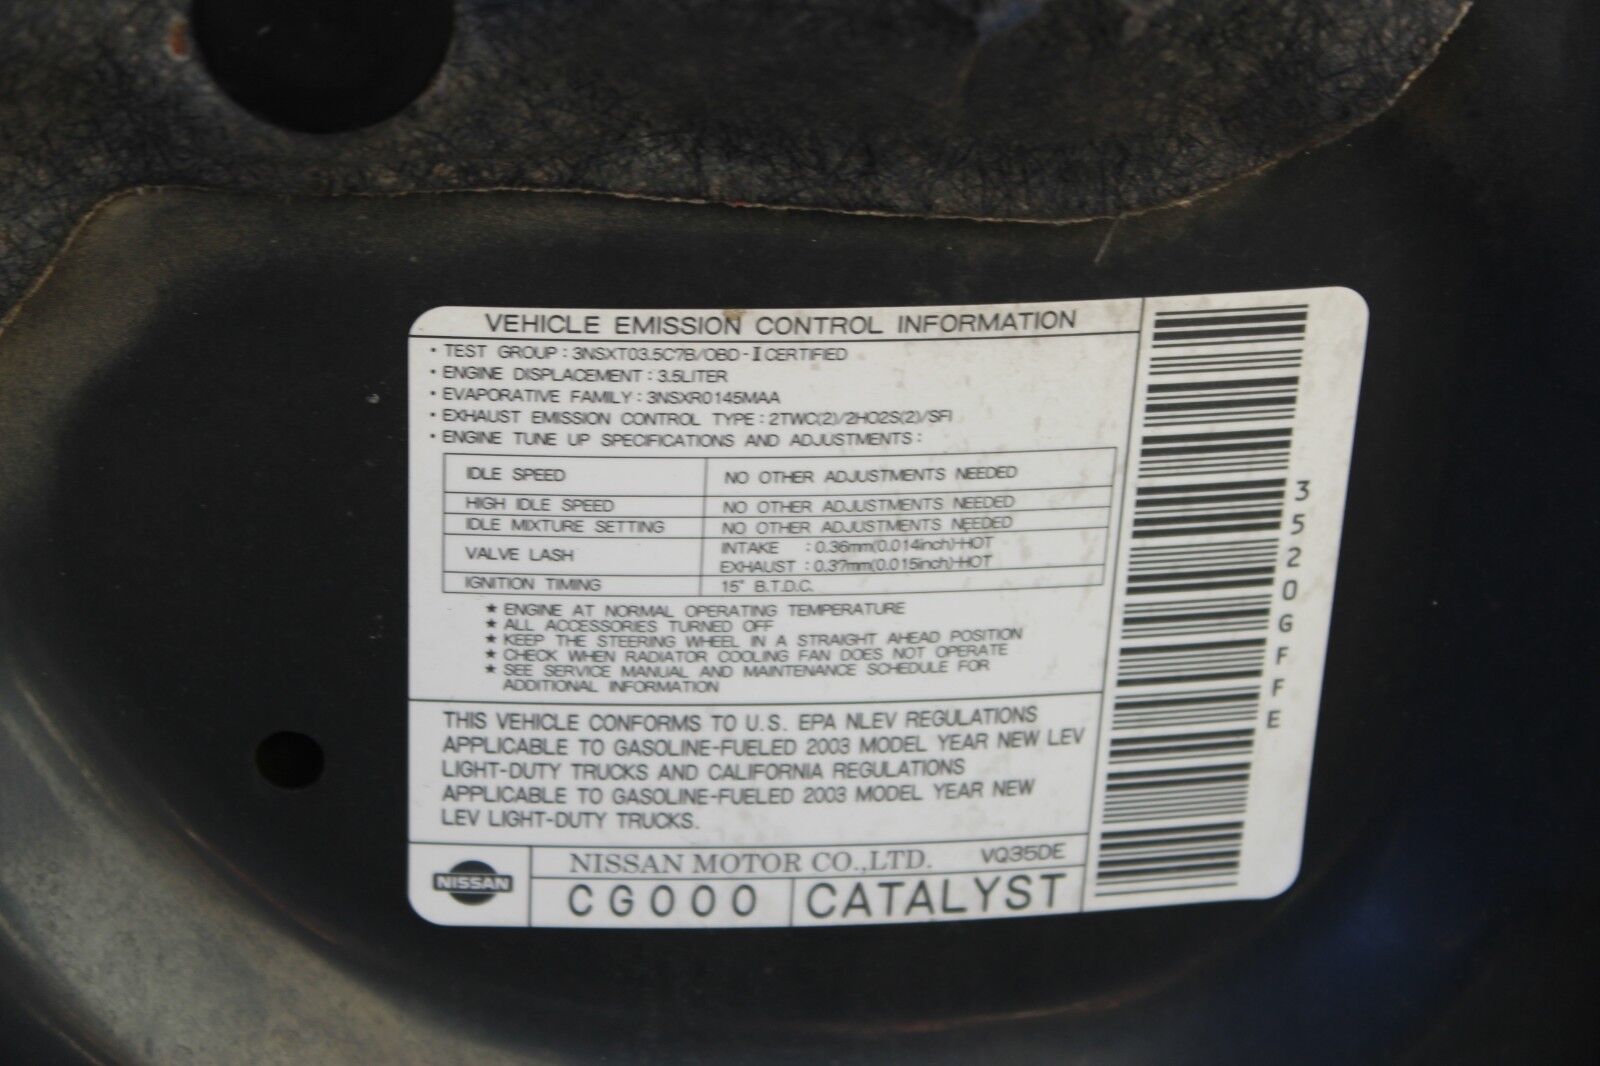 VEHICLE EMISSION CONTROL INFORMATION
• TEST GROUP : 3NSXT03.5C7B/OBD-Ⅱ CERTIFIED
• ENGINE DISPLACEMENT : 3.5LITER
• EVAPORATIVE FAMILY : 3NSXR0145MAA
• EXHAUST EMISSION CONTROL TYPE : 2TWC(2)/2HO2S(2)/SFI
• ENGINE TUNE UP SPECIFICATIONS AND ADJUSTMENTS :
IDLE SPEED NO OTHER ADJUSTMENTS NEEDED
HIGH IDLE SPEED NO OTHER ADJUSTMENTS NEEDED
IDLE MIXTURE SETTING NO OTHER ADJUSTMENTS NEEDED
VALVE LASH INTAKE : 0.36mm(0.014inch)-HOT
EXHAUST : 0.37mm(0.015inch)-HOT
IGNITION TIMING 15° B.T.D.C.
★ ENGINE AT NORMAL OPERATING TEMPERATURE
★ ALL ACCESSORIES TURNED OFF
★ KEEP THE STEERING WHEEL IN A STRAIGHT AHEAD POSITION
★ CHECK WHEN RADIATOR COOLING FAN DOES NOT OPERATE
★ SEE SERVICE MANUAL AND MAINTENANCE SCHEDULE FOR
ADDITIONAL INFORMATION
THIS VEHICLE CONFORMS TO U.S. EPA NLEV REGULATIONS
APPLICABLE TO GASOLINE-FUELED 2003 MODEL YEAR NEW LEV
LIGHT-DUTY TRUCKS AND CALIFORNIA REGULATIONS
APPLICABLE TO GASOLINE-FUELED 2003 MODEL YEAR NEW
LEV LIGHT-DUTY TRUCKS.
NISSAN
NISSAN MOTOR CO.,LTD. VQ35DE
CG000 CATALYST
3520GFFE